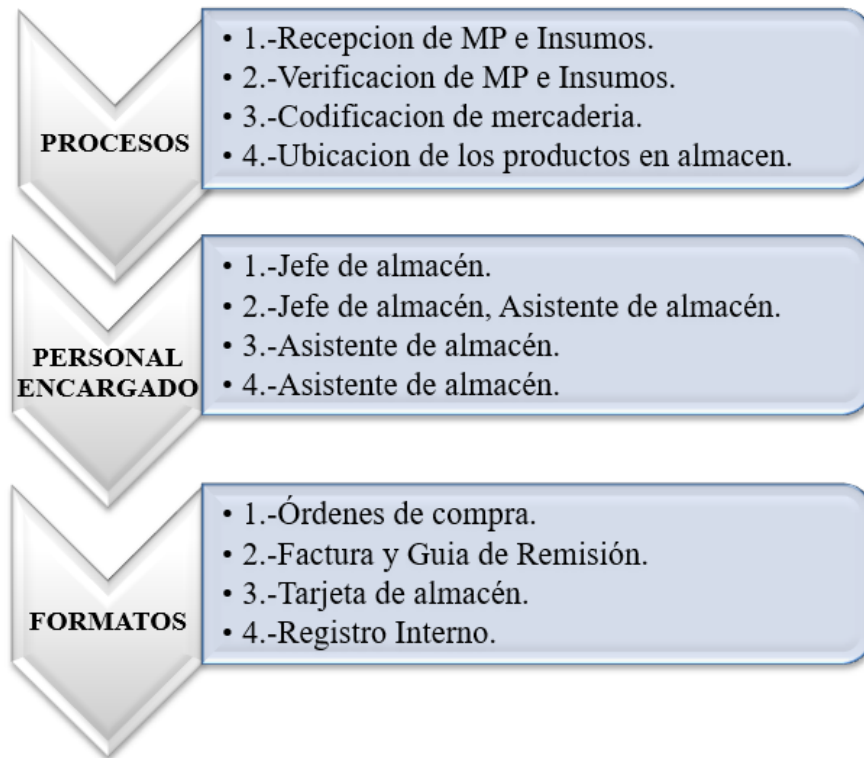 PROCESOS
• 1.-Recepcion de MP e Insumos.
• 2.-Verificacion de MP e Insumos.
• 3.-Codificacion de mercaderia.
• 4.-Ubicacion de los productos en almacen.
PERSONAL
ENCARGADO
• 1.-Jefe de almacén.
• 2.-Jefe de almacén, Asistente de almacén.
• 3.-Asistente de almacén.
• 4.-Asistente de almacén.
FORMATOS
• 1.-Órdenes de compra.
• 2.-Factura y Guia de Remisión.
• 3.-Tarjeta de almacén.
• 4.-Registro Interno.